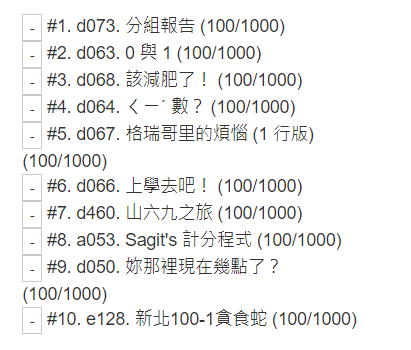 - #1. d073. 分組報告 (100/1000)
- #2. d063. 0 與 1 (100/1000)
- #3. d068. 該減肥了！ (100/1000)
- #4. d064. ㄑㄧˊ 數？ (100/1000)
- #5. d067. 格瑞哥里的煩惱 (1 行版)
(100/1000)
- #6. d066. 上學去吧！ (100/1000)
- #7. d460. 山六九之旅 (100/1000)
- #8. a053. Sagit's 計分程式 (100/1000)
- #9. d050. 妳那裡現在幾點了？
(100/1000)
- #10. e128. 新北100-1貪食蛇 (100/1000)